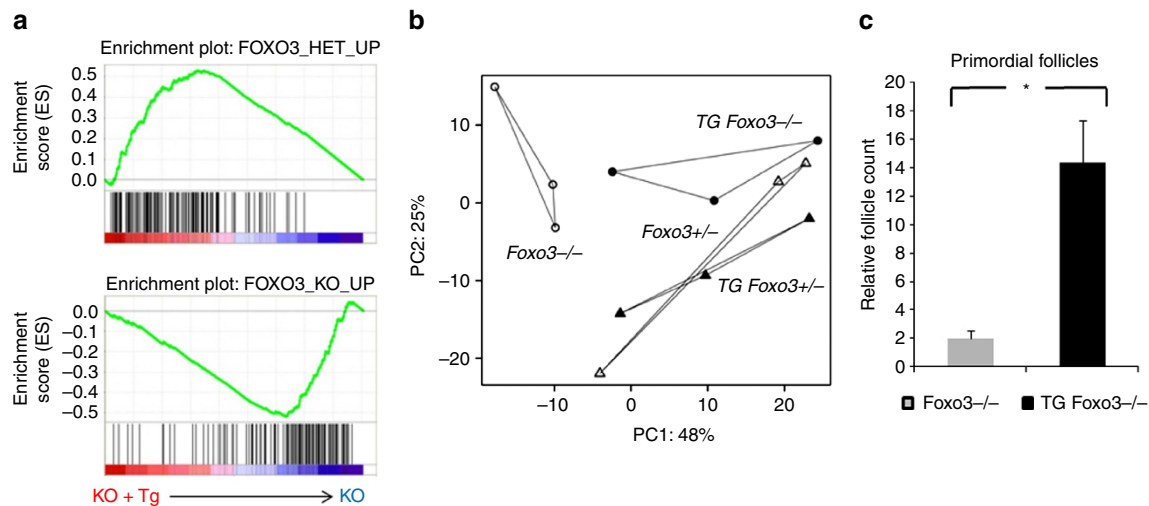 a
Enrichment plot: FOXO3_HET_UP
Enrichment
score (ES)
0.5
0.4
0.3
0.2
0.1
0.0
Enrichment plot: FOXO3_KO_UP
Enrichment
score (ES)
0.0
–0.1
–0.2
–0.3
–0.4
–0.5
KO + Tg
KO
b
PC2: 25%
10
0
–10
–20
TG Foxo3–/–
Foxo3+/–
Foxo3–/–
TG Foxo3+/–
–10
0
10
20
PC1: 48%
c
Primordial follicles
*
Relative follicle count
20
18
16
14
12
10
8
6
4
2
0
Foxo3–/–
TG Foxo3–/–